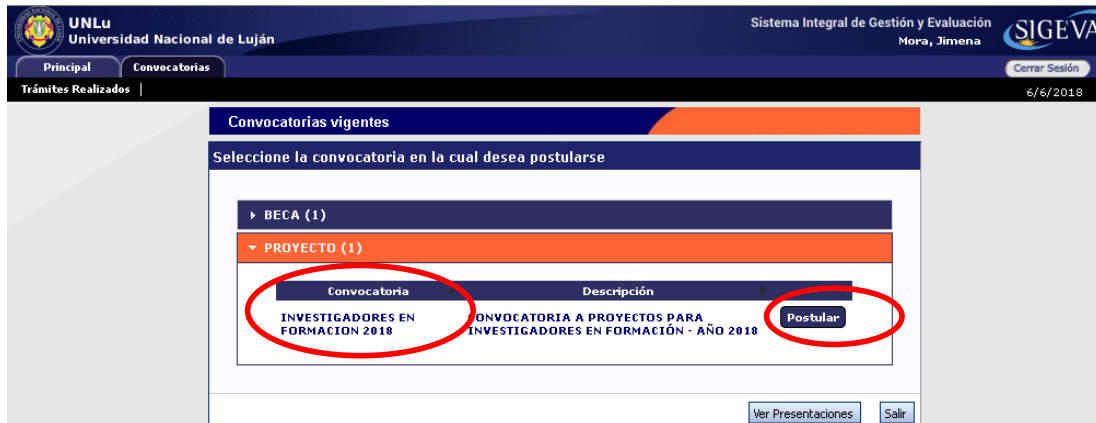 UNLu
Universidad Nacional de Luján
Sistema Integral de Gestión y Evaluación
Mora, Jimena
SIGEVA
Principal
Convocatorias
Cerrar Sesión
Trámites Realizados |
6/6/2018
Convocatorias vigentes
Seleccione la convocatoria en la cual desea postularse
BECA (1)
PROYECTO (1)
Convocatoria
Descripción
INVESTIGADORES EN
FORMACION 2018
CONVOCATORIA A PROYECTOS PARA
INVESTIGADORES EN FORMACIÓN - AÑO 2018
Postular
Ver Presentaciones
Salir